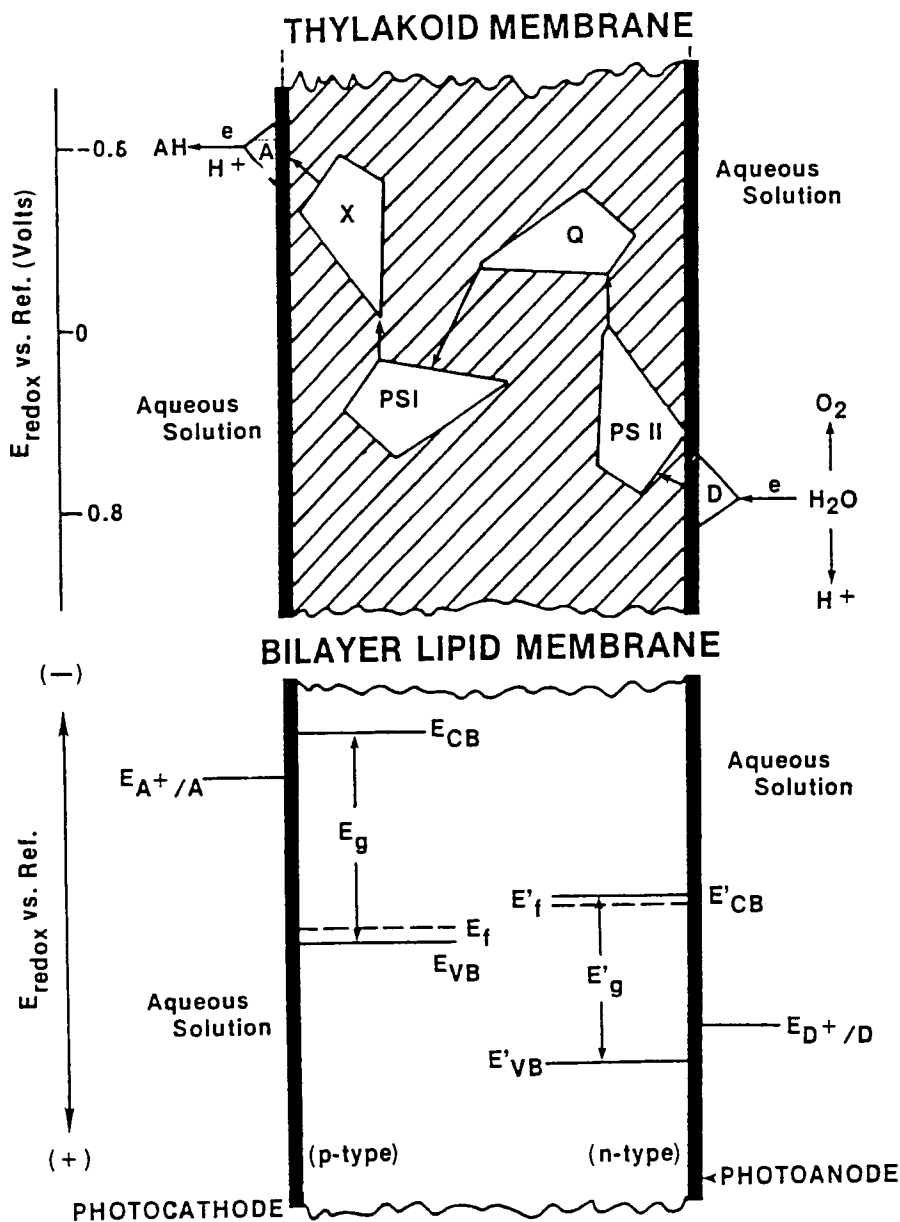 THYLAKOID MEMBRANE
E redox vs. Ref. (Volts)
-0.6
0
-0.8
AH
e
H+
A
X
Q
PSI
PS II
D
e
Aqueous
Solution
Aqueous
Solution
O2
H2O
H+
BILAYER LIPID MEMBRANE
(—)
E redox vs. Ref.
(+)
E A+/A
E CB
E g
E f
E VB
E'f
E'CB
E'g
E'VB
E D+/D
Aqueous
Solution
Aqueous
Solution
(p-type)
(n-type)
PHOTOANODE
PHOTOCATHODE